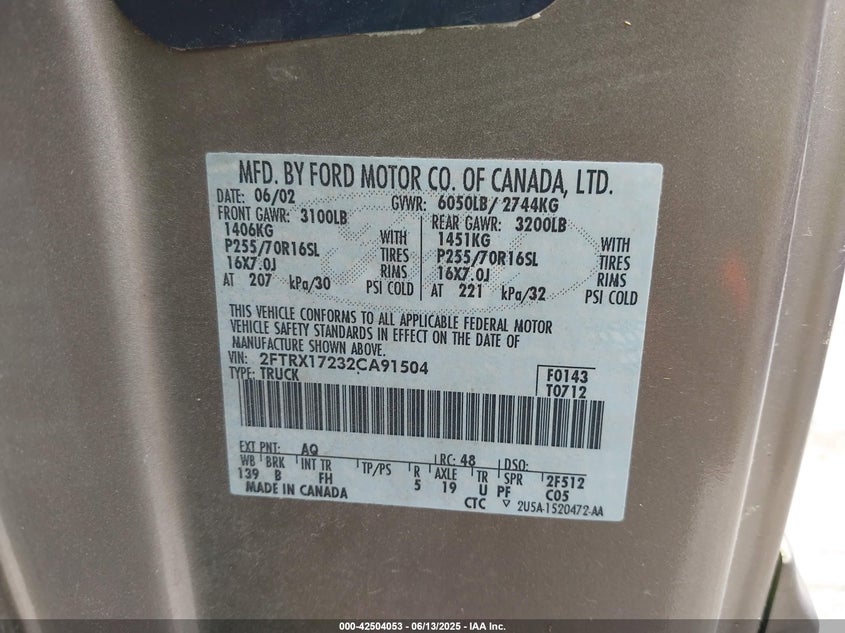 MFD. BY FORD MOTOR CO. OF CANADA, LTD.
DATE: 06/02 GVWR: 6050LB/ 2744KG
FRONT GAWR: 3100LB REAR GAWR: 3200LB
1406KG WITH 1451KG WITH
P255/70R16SL TIRES P255/70R16SL TIRES
16X7.0J RIMS 16X7.0J RIMS
AT 207 kPa/30 PSI COLD AT 221 kPa/32 PSI COLD
THIS VEHICLE CONFORMS TO ALL APPLICABLE FEDERAL MOTOR
VEHICLE SAFETY STANDARDS IN EFFECT ON THE DATE OF
MANUFACTURE SHOWN ABOVE.
VIN: 2FTRX17232CA91504
TYPE: TRUCK
F0143
T0712
EXT PNT: AQ RC: 48 DSO:
WB BRK INT TR TP/PS R AXLE TR SPR 2F512
139 B FH 5 19 U PF C05
MADE IN CANADA CTC ▽ 2U5A-1520472-AA
000-42504053 - 06/13/2025 - IAA Inc.